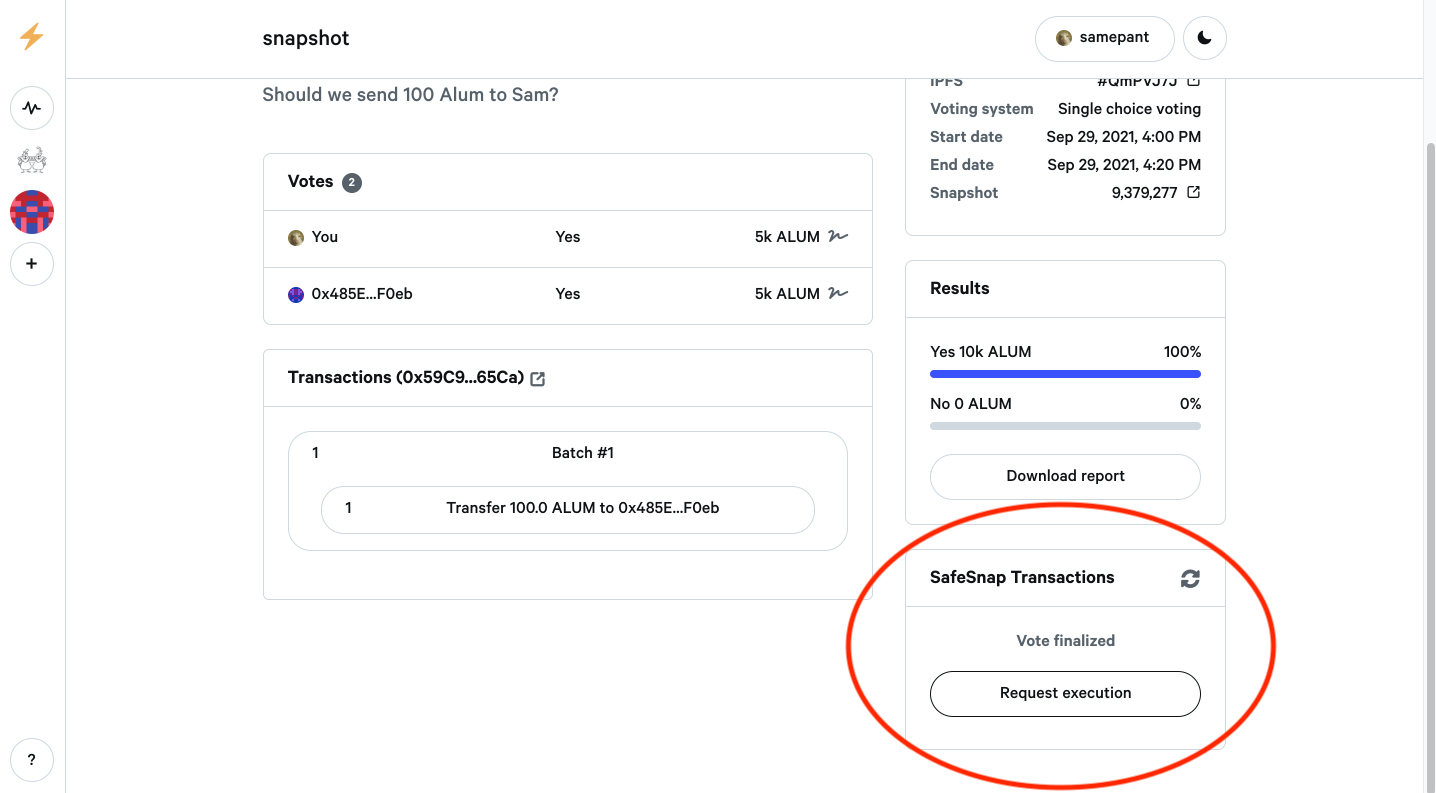 snapshot
samepant
Should we send 100 Alum to Sam?
IPFS #QmPVJ7J
Voting system Single choice voting
Start date Sep 29, 2021, 4:00 PM
End date Sep 29, 2021, 4:20 PM
Snapshot 9,379,277
Votes 2
You Yes 5k ALUM
0x485E...F0eb Yes 5k ALUM
Transactions (0x59C9...65Ca)
1 Batch #1
1 Transfer 100.0 ALUM to 0x485E...F0eb
Results
Yes 10k ALUM 100%
No 0 ALUM 0%
Download report
SafeSnap Transactions
Vote finalized
Request execution
+
?